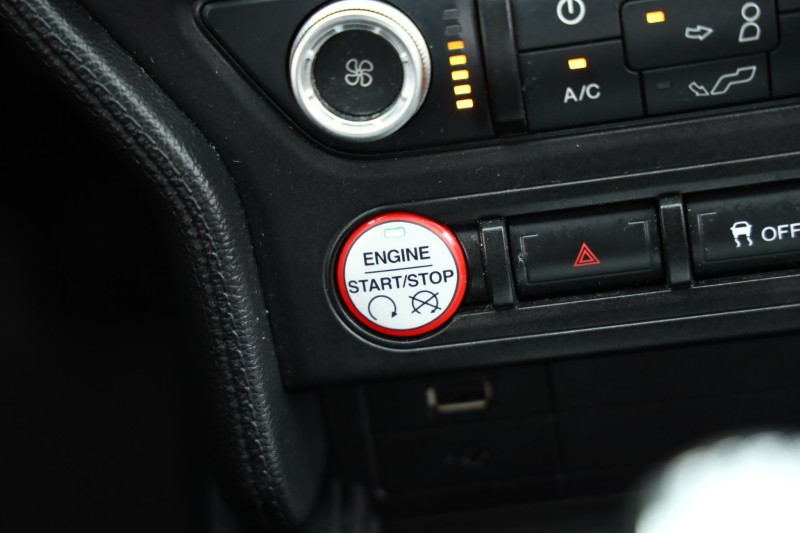 A/C
OFF
ENGINE
START/STOP